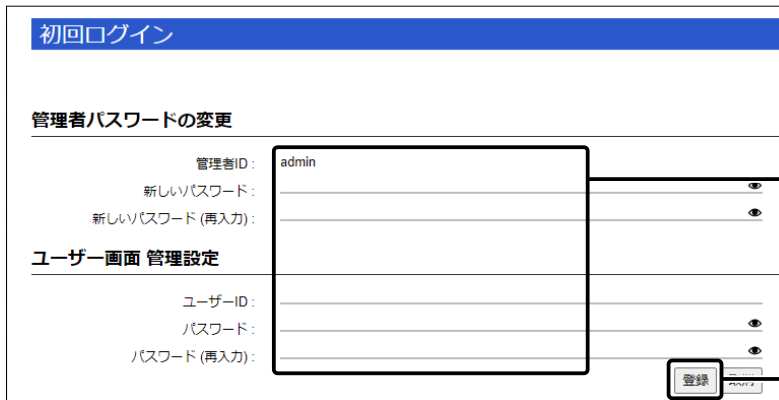 初回ログイン
管理者パスワードの変更
管理者ID : admin
新しいパスワード :
新しいパスワード (再入力) :
ユーザー画面 管理設定
ユーザーID :
パスワード :
パスワード (再入力) :
登録